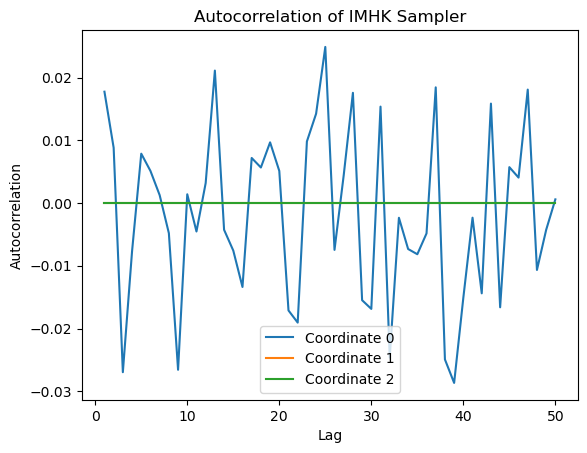 Autocorrelation of IMHK Sampler
Autocorrelation
0.02
0.01
0.00
−0.01
−0.02
−0.03
Coordinate 0
Coordinate 1
Coordinate 2
0 10 20 30 40 50
Lag